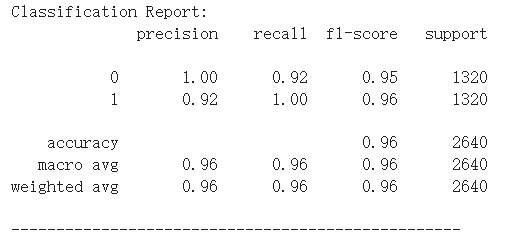 Classification Report:
precision recall f1-score support
0 1.00 0.92 0.95 1320
1 0.92 1.00 0.96 1320
accuracy 0.96 2640
macro avg 0.96 0.96 0.96 2640
weighted avg 0.96 0.96 0.96 2640
--------------------------------------------------